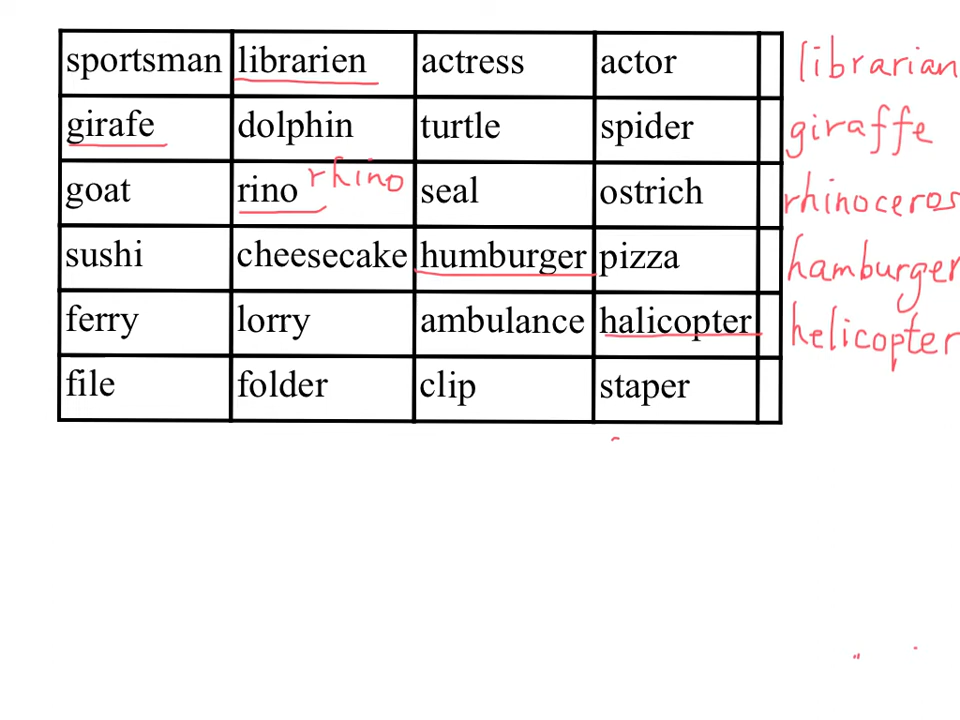 sportsman librarien actress actor librarian
girafe dolphin turtle spider giraffe
goat rino rhino seal ostrich rhinoceros
sushi cheesecake humburger pizza hamburger
ferry lorry ambulance halicopter helicopter
file folder clip staper